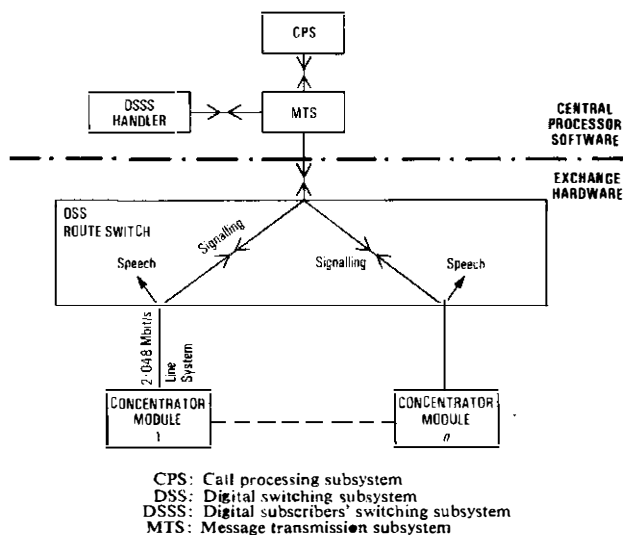 CPS
DSSS
HANDLER
MTS
CENTRAL
PROCESSOR
SOFTWARE
EXCHANGE
HARDWARE
DSS
ROUTE SWITCH
Signalling
Signalling
Speech
Speech
2·048 Mbit/s
Line
System
CONCENTRATOR
MODULE
1
CONCENTRATOR
MODULE
n
CPS: Call processing subsystem
DSS: Digital switching subsystem
DSSS: Digital subscribers' switching subsystem
MTS: Message transmission subsystem